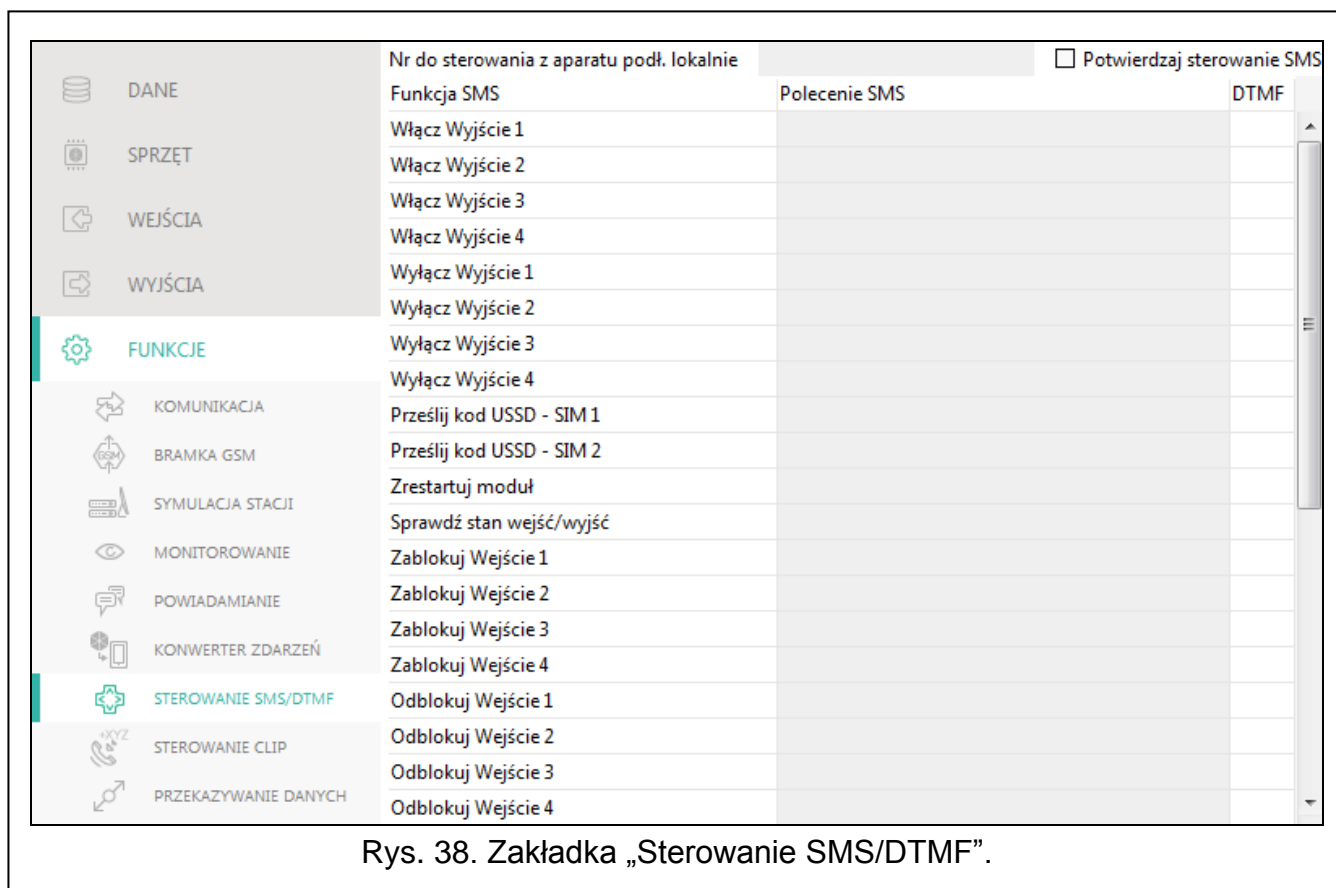 Nr do sterowania z aparatu podł. lokalnie
Potwierdzaj sterowanie SMS
DANE
SPRZĘT
WEJŚCIA
WYJŚCIA
FUNKCJE
KOMUNIKACJA
GSM
BRAMKA GSM
SYMULACJA STACJI
MONITOROWANIE
POWIADAMIANIE
KONWERTER ZDARZEŃ
STEROWANIE SMS/DTMF
+XYZ
STEROWANIE CLIP
PRZEKAZYWANIE DANYCH
Funkcja SMS Polecenie SMS DTMF
Włącz Wyjście 1
Włącz Wyjście 2
Włącz Wyjście 3
Włącz Wyjście 4
Wyłącz Wyjście 1
Wyłącz Wyjście 2
Wyłącz Wyjście 3
Wyłącz Wyjście 4
Prześlij kod USSD - SIM 1
Prześlij kod USSD - SIM 2
Zrestartuj moduł
Sprawdź stan wejść/wyjść
Zablokuj Wejście 1
Zablokuj Wejście 2
Zablokuj Wejście 3
Zablokuj Wejście 4
Odblokuj Wejście 1
Odblokuj Wejście 2
Odblokuj Wejście 3
Odblokuj Wejście 4
Rys. 38. Zakładka „Sterowanie SMS/DTMF”.